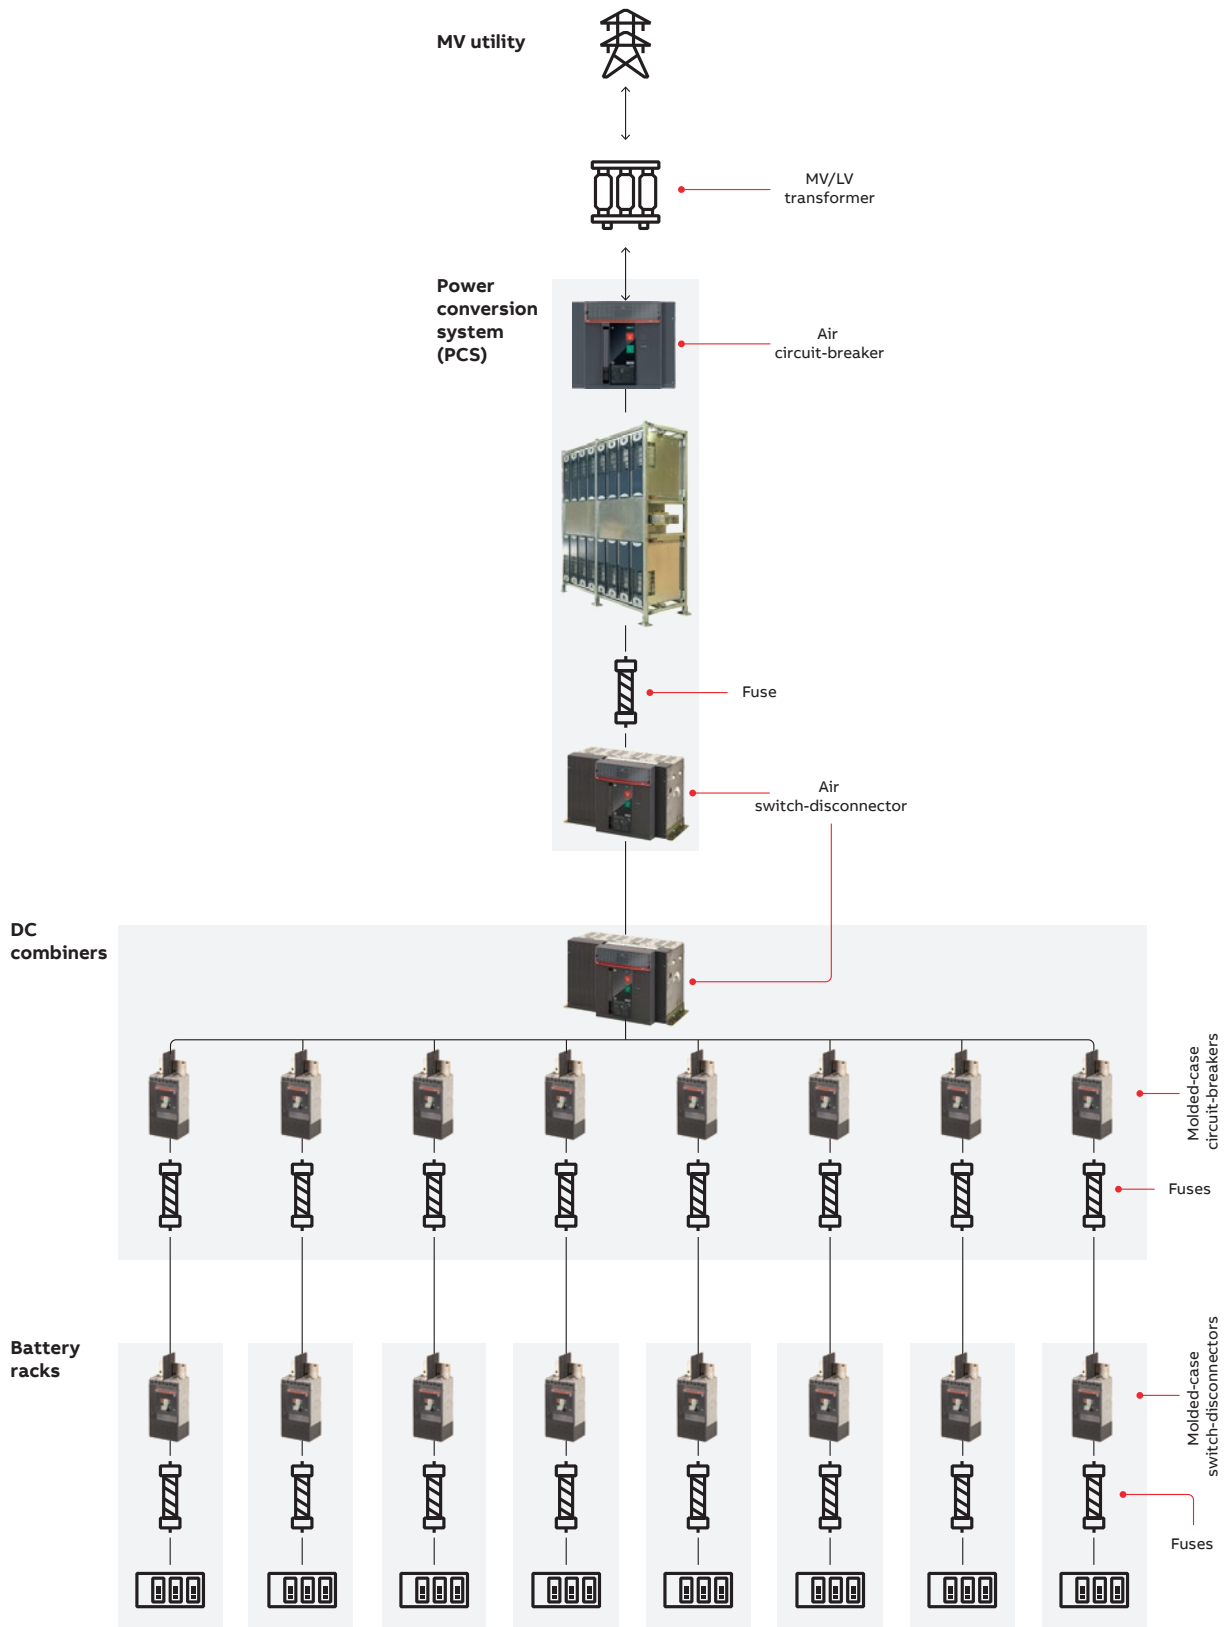 MV utility
MV/LV
transformer
Power
conversion
system
(PCS)
Air
circuit-breaker
Fuse
Air
switch-disconnector
DC
combiners
Molded-case
circuit-breakers
Fuses
Battery
racks
Molded-case
switch-disconnectors
Fuses